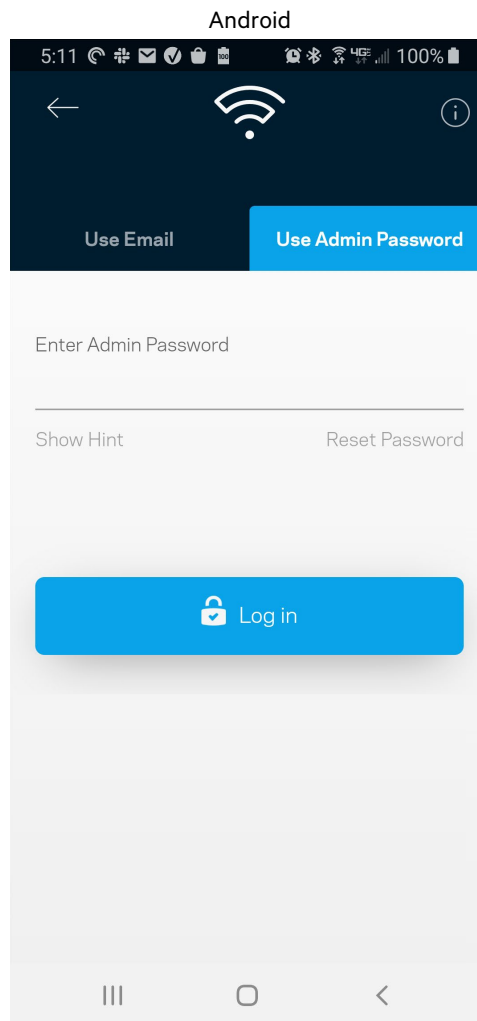 Android
5:11 100%
Use Email Use Admin Password
Enter Admin Password
Show Hint Reset Password
Log in